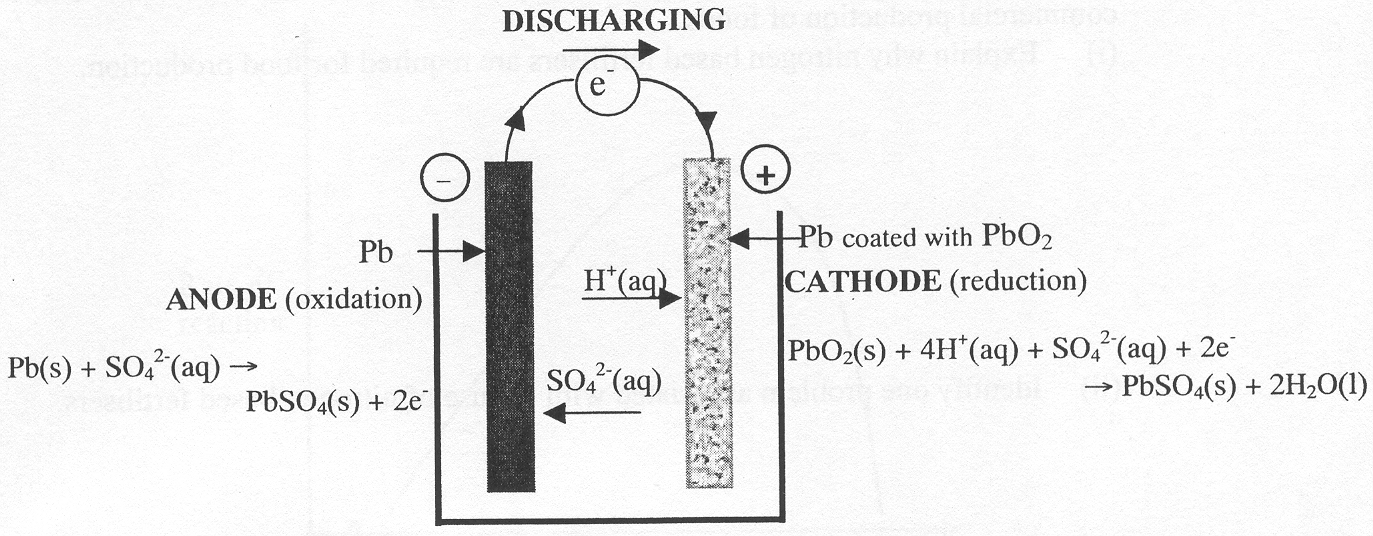 DISCHARGING
e⁻
−
+
Pb
Pb coated with PbO₂
H⁺(aq)
ANODE (oxidation)
CATHODE (reduction)
Pb(s) + SO₄²⁻(aq) →
PbSO₄(s) + 2e⁻
SO₄²⁻(aq)
PbO₂(s) + 4H⁺(aq) + SO₄²⁻(aq) + 2e⁻
→ PbSO₄(s) + 2H₂O(l)